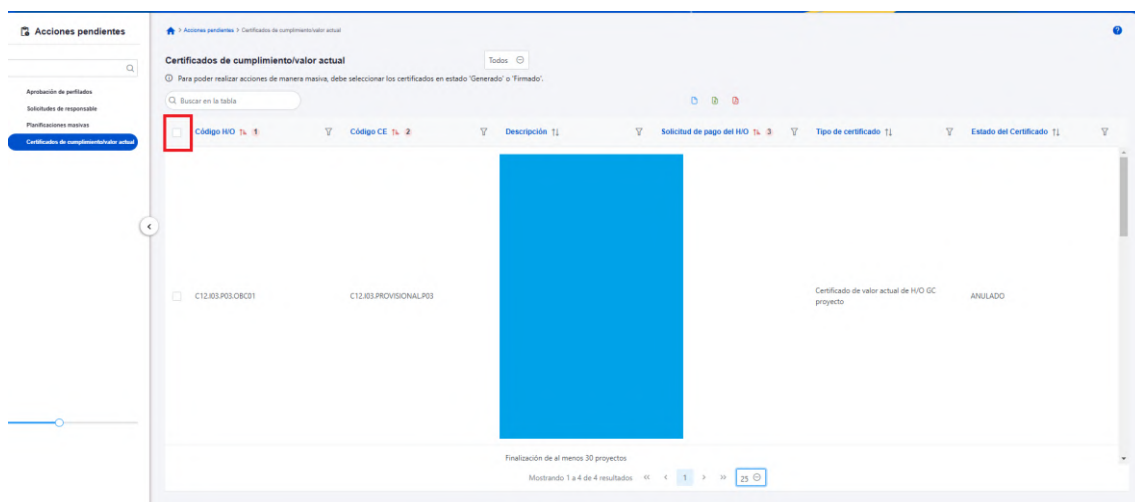 Acciones pendientes
> Acciones pendientes > Certificados de cumplimiento/valor actual
Certificados de cumplimiento/valor actual
Todos
Para poder realizar acciones de manera masiva, debe seleccionar los certificados en estado 'Generado' o 'Firmado'.
Aprobación de perfilados
Solicitudes de responsable
Planificaciones masivas
Certificados de cumplimiento/valor actual
Buscar en la tabla
Código H/O 1 Código CE 2 Descripción Solicitud de pago del H/O 3 Tipo de certificado Estado del Certificado
C12.I03.P03.OBC01 C12.I03.PROVISIONAL.P03 Certificado de valor actual de H/O GC ANULADO
proyecto
Finalización de al menos 30 proyectos
Mostrando 1 a 4 de 4 resultados << < 1 > >> 25